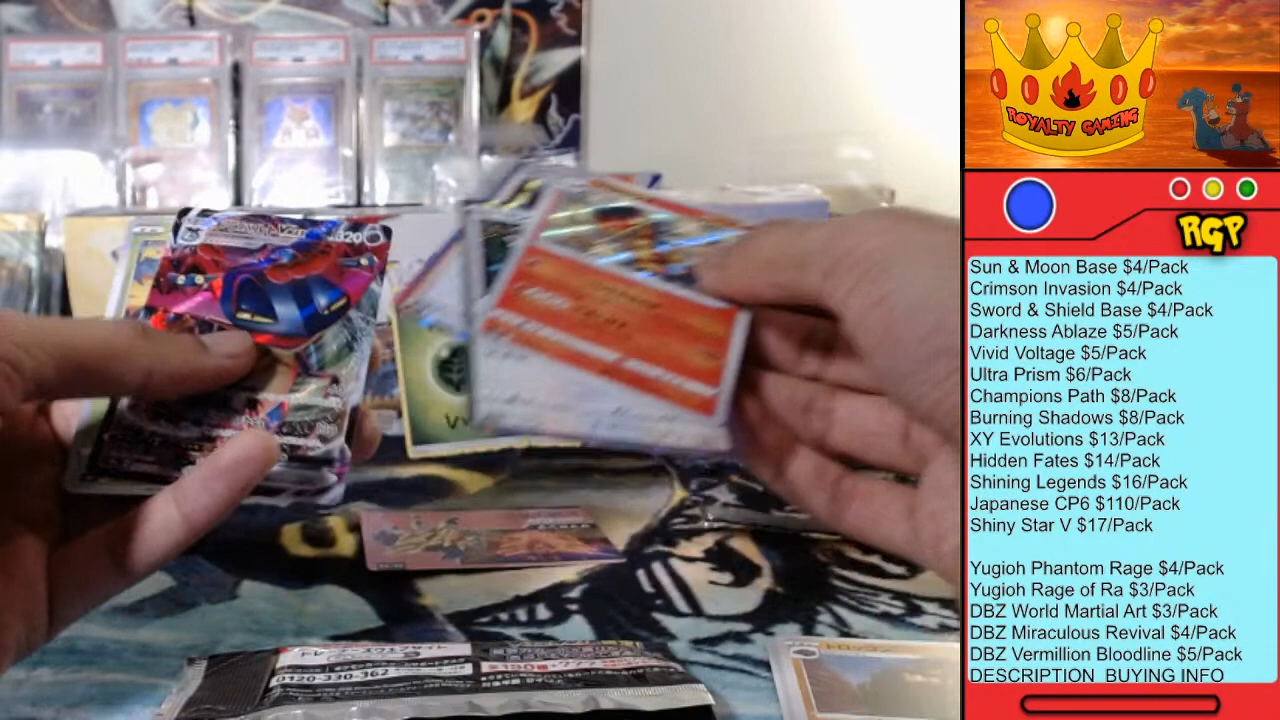 ROYALTY GAMING
RGP
Sun & Moon Base $4/Pack
Crimson Invasion $4/Pack
Sword & Shield Base $4/Pack
Darkness Ablaze $5/Pack
Vivid Voltage $5/Pack
Ultra Prism $6/Pack
Champions Path $8/Pack
Burning Shadows $8/Pack
XY Evolutions $13/Pack
Hidden Fates $14/Pack
Shining Legends $16/Pack
Japanese CP6 $110/Pack
Shiny Star V $17/Pack
Yugioh Phantom Rage $4/Pack
Yugioh Rage of Ra $3/Pack
DBZ World Martial Art $3/Pack
DBZ Miraculous Revival $4/Pack
DBZ Vermillion Bloodline $5/Pack
DESCRIPTION BUYING INFO
320
0120-330-362